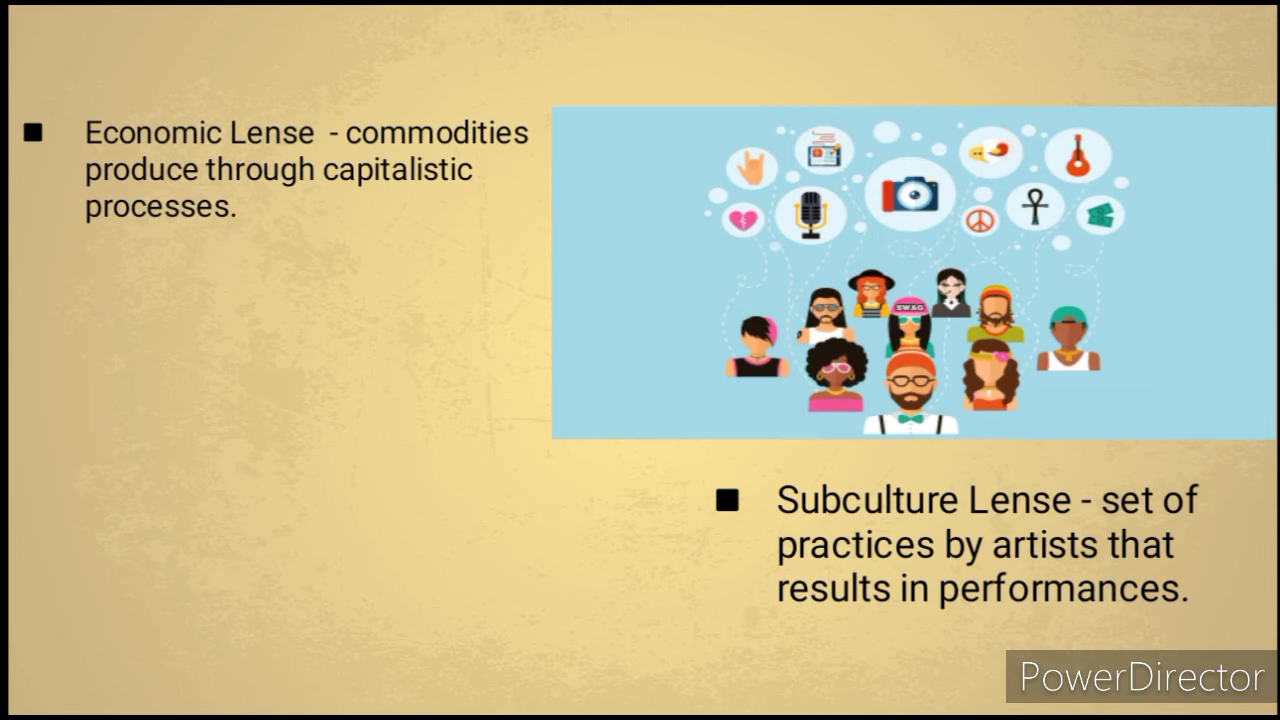 Economic Lense - commodities
produce through capitalistic
processes.
SWAG
Subculture Lense - set of
practices by artists that
results in performances.
PowerDirector